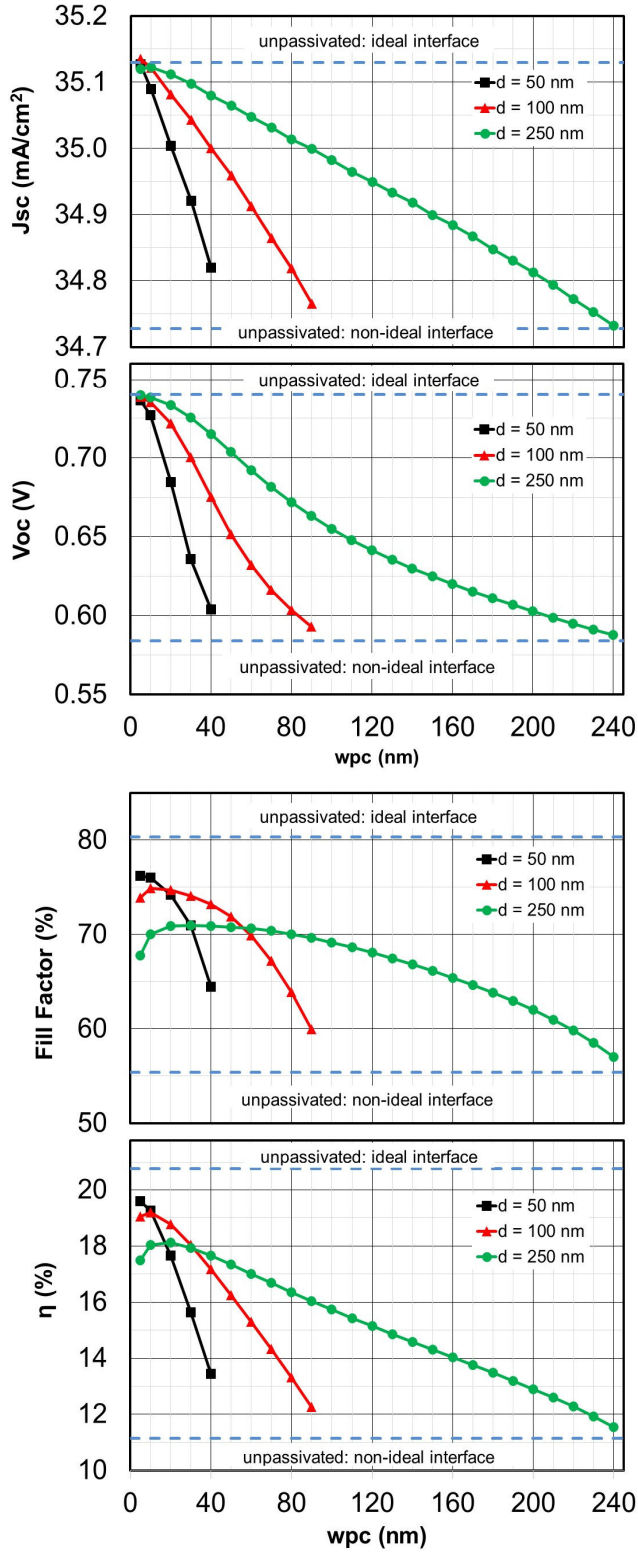 35.2
35.1
35.0
34.9
34.8
34.7
Jsc (mA/cm²)
unpassivated: ideal interface
d = 50 nm
d = 100 nm
d = 250 nm
unpassivated: non-ideal interface
0.75
0.70
0.65
0.60
0.55
Voc (V)
unpassivated: ideal interface
d = 50 nm
d = 100 nm
d = 250 nm
unpassivated: non-ideal interface
0 40 80 120 160 200 240
wpc (nm)
80
70
60
50
Fill Factor (%)
unpassivated: ideal interface
d = 50 nm
d = 100 nm
d = 250 nm
unpassivated: non-ideal interface
20
18
16
14
12
10
η (%)
unpassivated: ideal interface
d = 50 nm
d = 100 nm
d = 250 nm
unpassivated: non-ideal interface
0 40 80 120 160 200 240
wpc (nm)